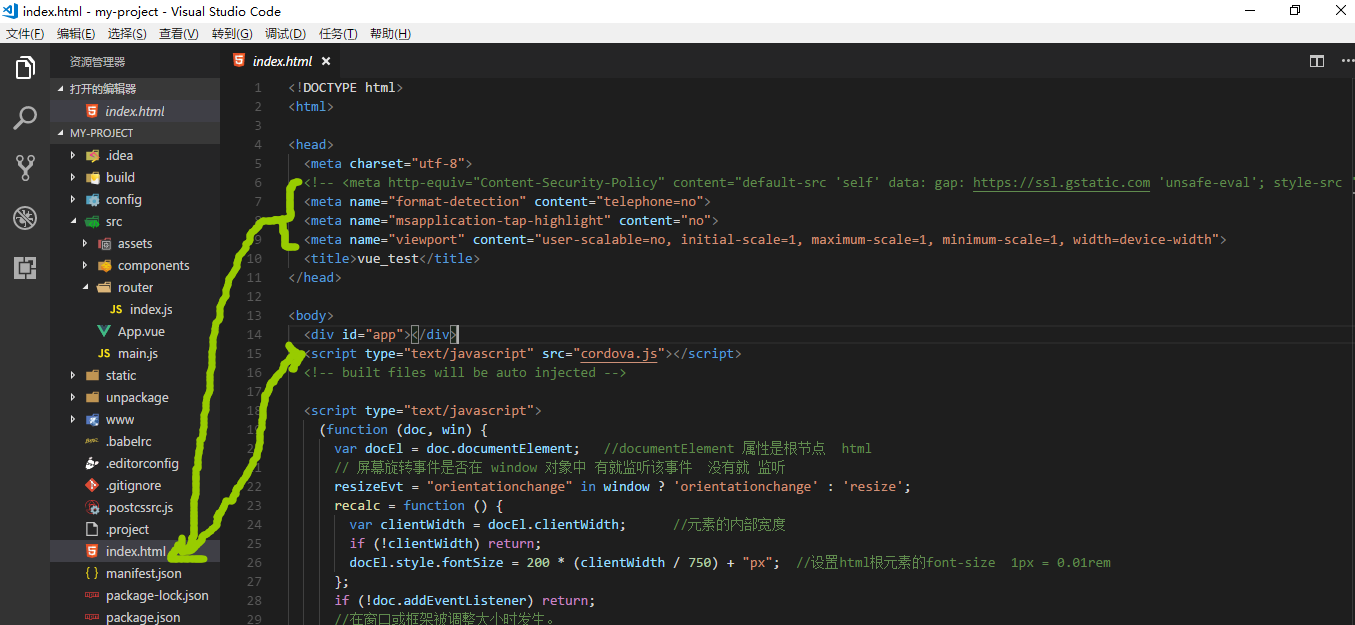 index.html - my-project - Visual Studio Code
文件(F) 编辑(E) 选择(S) 查看(V) 转到(G) 调试(D) 任务(T) 帮助(H)
资源管理器
打开的编辑器
index.html
MY-PROJECT
.idea
build
config
src
assets
components
router
index.js
App.vue
main.js
static
unpackage
www
.babelrc
.editorconfig
.gitignore
.postcssrc.js
.project
index.html
manifest.json
package-lock.json
package.json
index.html
1 <!DOCTYPE html>
2 <html>
3
4 <head>
5 <meta charset="utf-8">
6 <!-- <meta http-equiv="Content-Security-Policy" content="default-src 'self' data: gap: https://ssl.gstatic.com 'unsafe-eval'; style-src '
7 <meta name="format-detection" content="telephone=no">
8 <meta name="msapplication-tap-highlight" content="no">
9 <meta name="viewport" content="user-scalable=no, initial-scale=1, maximum-scale=1, minimum-scale=1, width=device-width">
10 <title>vue_test</title>
11 </head>
12
13 <body>
14 <div id="app"></div>
15 <script type="text/javascript" src="cordova.js"></script>
16 <!-- built files will be auto injected -->
17
18 <script type="text/javascript">
19 (function (doc, win) {
20 var docEl = doc.documentElement; //documentElement 属性是根节点 html
21 // 屏幕旋转事件是否在 window 对象中 有就监听该事件 没有就 监听
22 resizeEvt = "orientationchange" in window ? 'orientationchange' : 'resize';
23 recalc = function () {
24 var clientWidth = docEl.clientWidth; //元素的内部宽度
25 if (!clientWidth) return;
26 docEl.style.fontSize = 200 * (clientWidth / 750) + "px"; //设置html根元素的font-size 1px = 0.01rem
27 };
28 if (!doc.addEventListener) return;
29 //在窗口或框架被调整大小时发生。